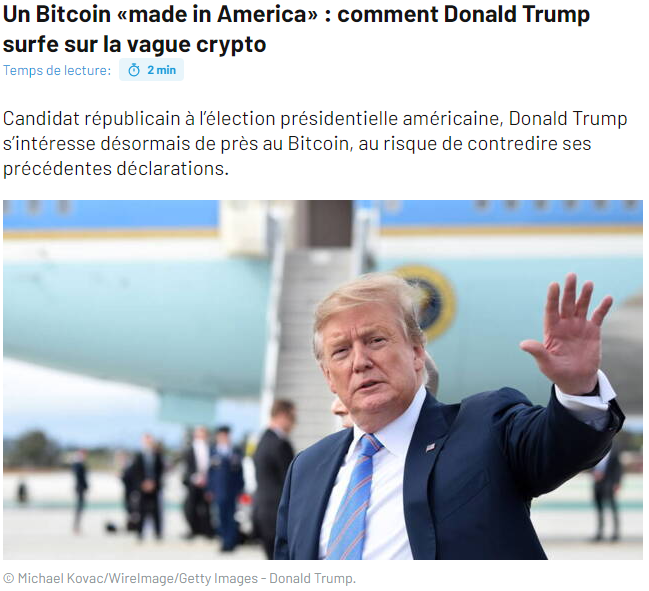 Un Bitcoin «made in America» : comment Donald Trump
surfe sur la vague crypto
Temps de lecture: 2 min
Candidat républicain à l’élection présidentielle américaine, Donald Trump
s’intéresse désormais de près au Bitcoin, au risque de contredire ses
précédentes déclarations.
© Michael Kovac/WireImage/Getty Images - Donald Trump.